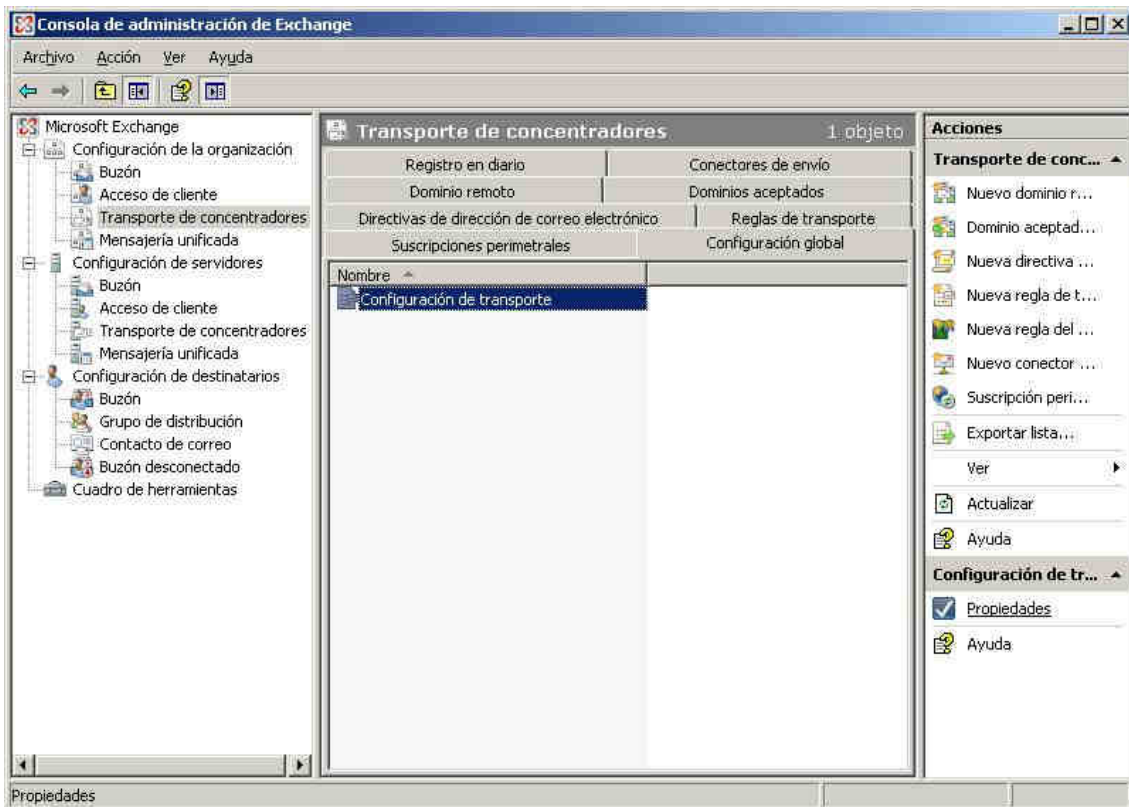 Consola de administración de Exchange
Archivo Acción Ver Ayuda
Microsoft Exchange
Configuración de la organización
Buzón
Acceso de cliente
Transporte de concentradores
Mensajería unificada
Configuración de servidores
Buzón
Acceso de cliente
Transporte de concentradores
Mensajería unificada
Configuración de destinatarios
Buzón
Grupo de distribución
Contacto de correo
Buzón desconectado
Cuadro de herramientas
Transporte de concentradores 1 objeto
Registro en diario Conectores de envío
Dominio remoto Dominios aceptados
Directivas de dirección de correo electrónico Reglas de transporte
Suscripciones perimetrales Configuración global
Nombre
Configuración de transporte
Acciones
Transporte de conc...
Nuevo dominio r...
Dominio aceptad...
Nueva directiva ...
Nueva regla de t...
Nueva regla del ...
Nuevo conector ...
Suscripción peri...
Exportar lista...
Ver
Actualizar
Ayuda
Configuración de tr...
Propiedades
Ayuda
Propiedades